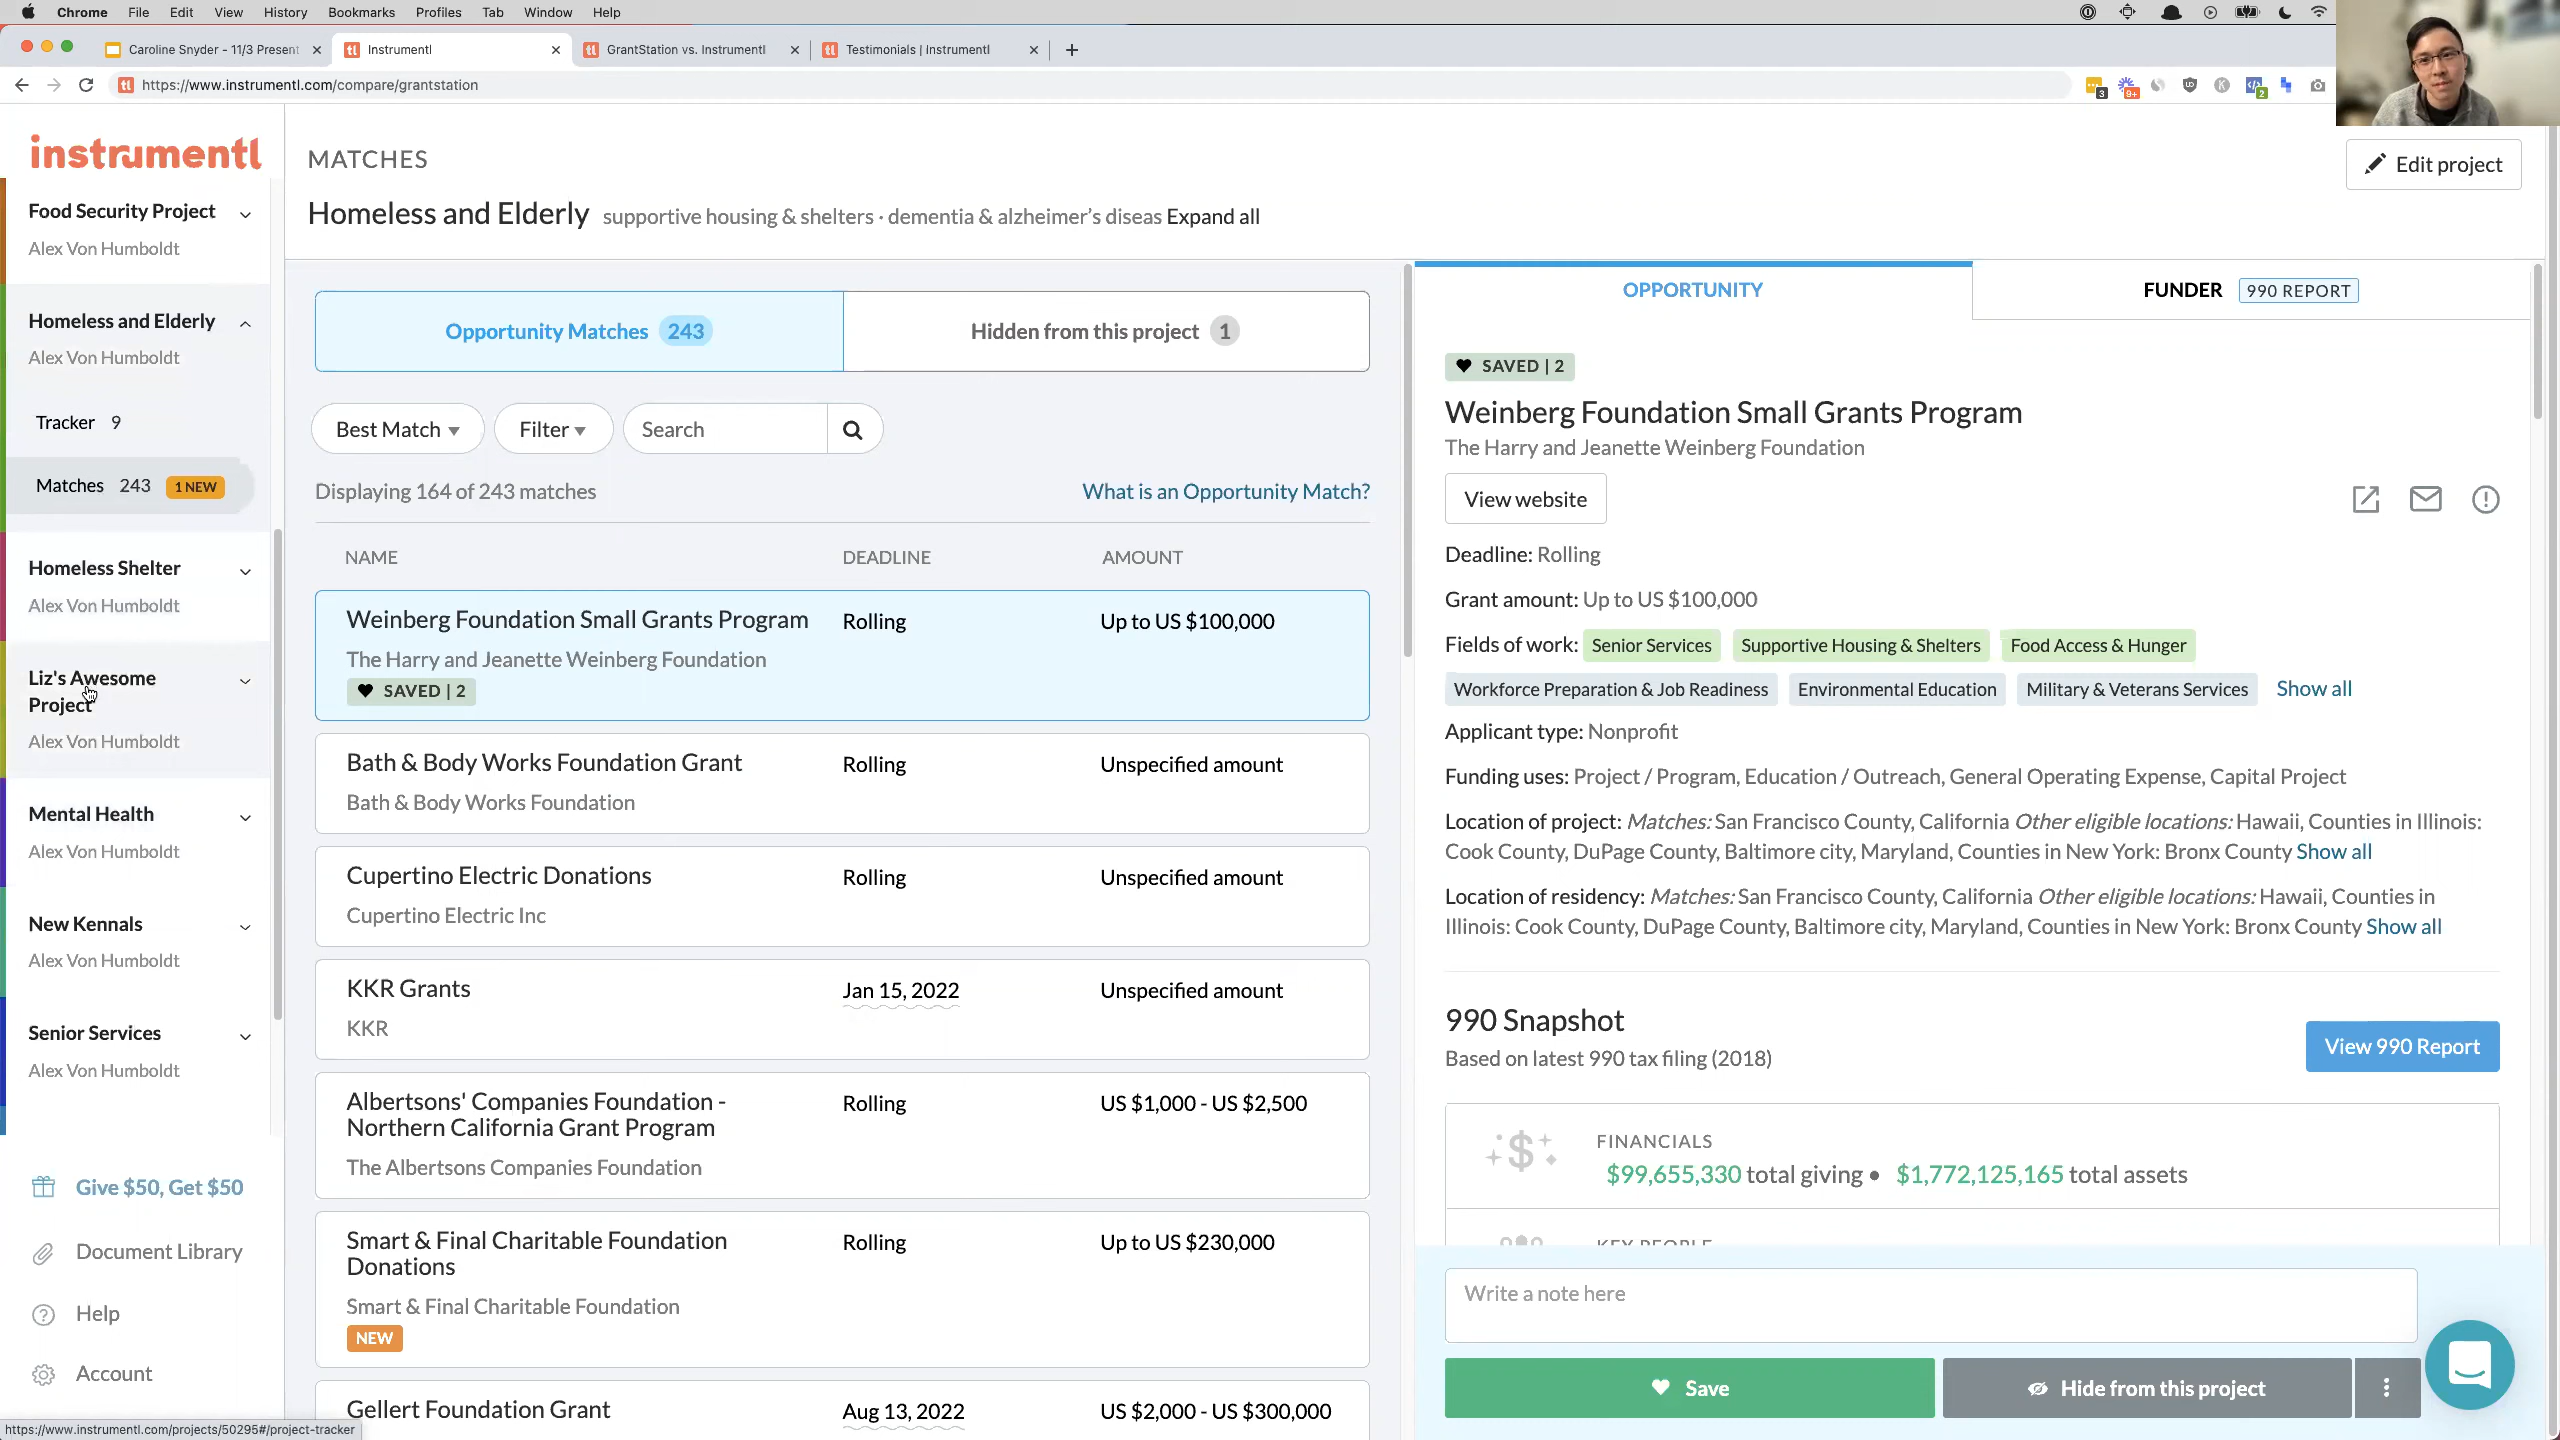 Chrome File Edit View History Bookmarks Profiles Tab Window Help
Caroline Snyder - 11/3 Present
Instrumentl
GrantStation vs. Instrumentl
Testimonials | Instrumentl
https://www.instrumentl.com/compare/grantstation
3
9+
2
instrumentl
Food Security Project
Alex Von Humboldt
Homeless and Elderly
Alex Von Humboldt
Tracker 9
Matches 243 1 NEW
Homeless Shelter
Alex Von Humboldt
Liz's Awesome
Project
Alex Von Humboldt
Mental Health
Alex Von Humboldt
New Kennals
Alex Von Humboldt
Senior Services
Alex Von Humboldt
Give $50, Get $50
Document Library
Help
Account
https://www.instrumentl.com/projects/50295#/project-tracker
MATCHES
Edit project
Homeless and Elderly supportive housing & shelters · dementia & alzheimer's diseas Expand all
Opportunity Matches 243
Hidden from this project 1
Best Match
Filter
Search
Displaying 164 of 243 matches
What is an Opportunity Match?
NAME DEADLINE AMOUNT
Weinberg Foundation Small Grants Program Rolling Up to US $100,000
The Harry and Jeanette Weinberg Foundation
SAVED | 2
Bath & Body Works Foundation Grant Rolling Unspecified amount
Bath & Body Works Foundation
Cupertino Electric Donations Rolling Unspecified amount
Cupertino Electric Inc
KKR Grants Jan 15, 2022 Unspecified amount
KKR
Albertsons' Companies Foundation - Rolling US $1,000 - US $2,500
Northern California Grant Program
The Albertsons Companies Foundation
Smart & Final Charitable Foundation Rolling Up to US $230,000
Donations
Smart & Final Charitable Foundation
NEW
Gellert Foundation Grant Aug 13, 2022 US $2,000 - US $300,000
OPPORTUNITY
FUNDER 990 REPORT
SAVED | 2
Weinberg Foundation Small Grants Program
The Harry and Jeanette Weinberg Foundation
View website
Deadline: Rolling
Grant amount: Up to US $100,000
Fields of work: Senior Services Supportive Housing & Shelters Food Access & Hunger
Workforce Preparation & Job Readiness Environmental Education Military & Veterans Services Show all
Applicant type: Nonprofit
Funding uses: Project / Program, Education / Outreach, General Operating Expense, Capital Project
Location of project: Matches: San Francisco County, California Other eligible locations: Hawaii, Counties in Illinois:
Cook County, DuPage County, Baltimore city, Maryland, Counties in New York: Bronx County Show all
Location of residency: Matches: San Francisco County, California Other eligible locations: Hawaii, Counties in
Illinois: Cook County, DuPage County, Baltimore city, Maryland, Counties in New York: Bronx County Show all
990 Snapshot
Based on latest 990 tax filing (2018)
View 990 Report
FINANCIALS
$99,655,330 total giving • $1,772,125,165 total assets
KEY PEOPLE
Write a note here
Save
Hide from this project